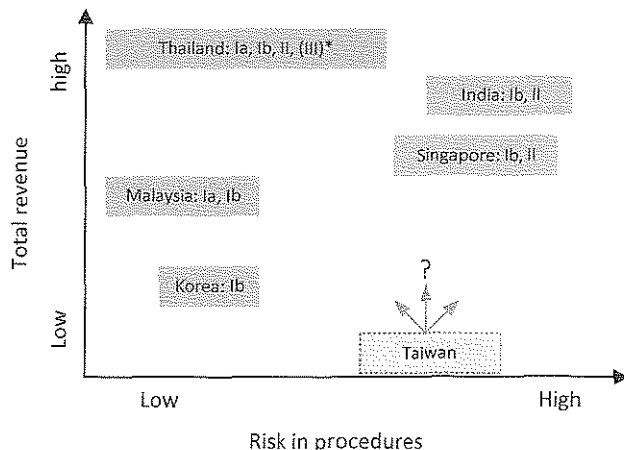 Thailand: Ia, Ib, II, (III)*
high
India: Ib, II
Singapore: Ib, II
Total revenue
Malaysia: Ia, Ib
?
Korea: Ib
Low
Taiwan
Low
High
Risk in procedures